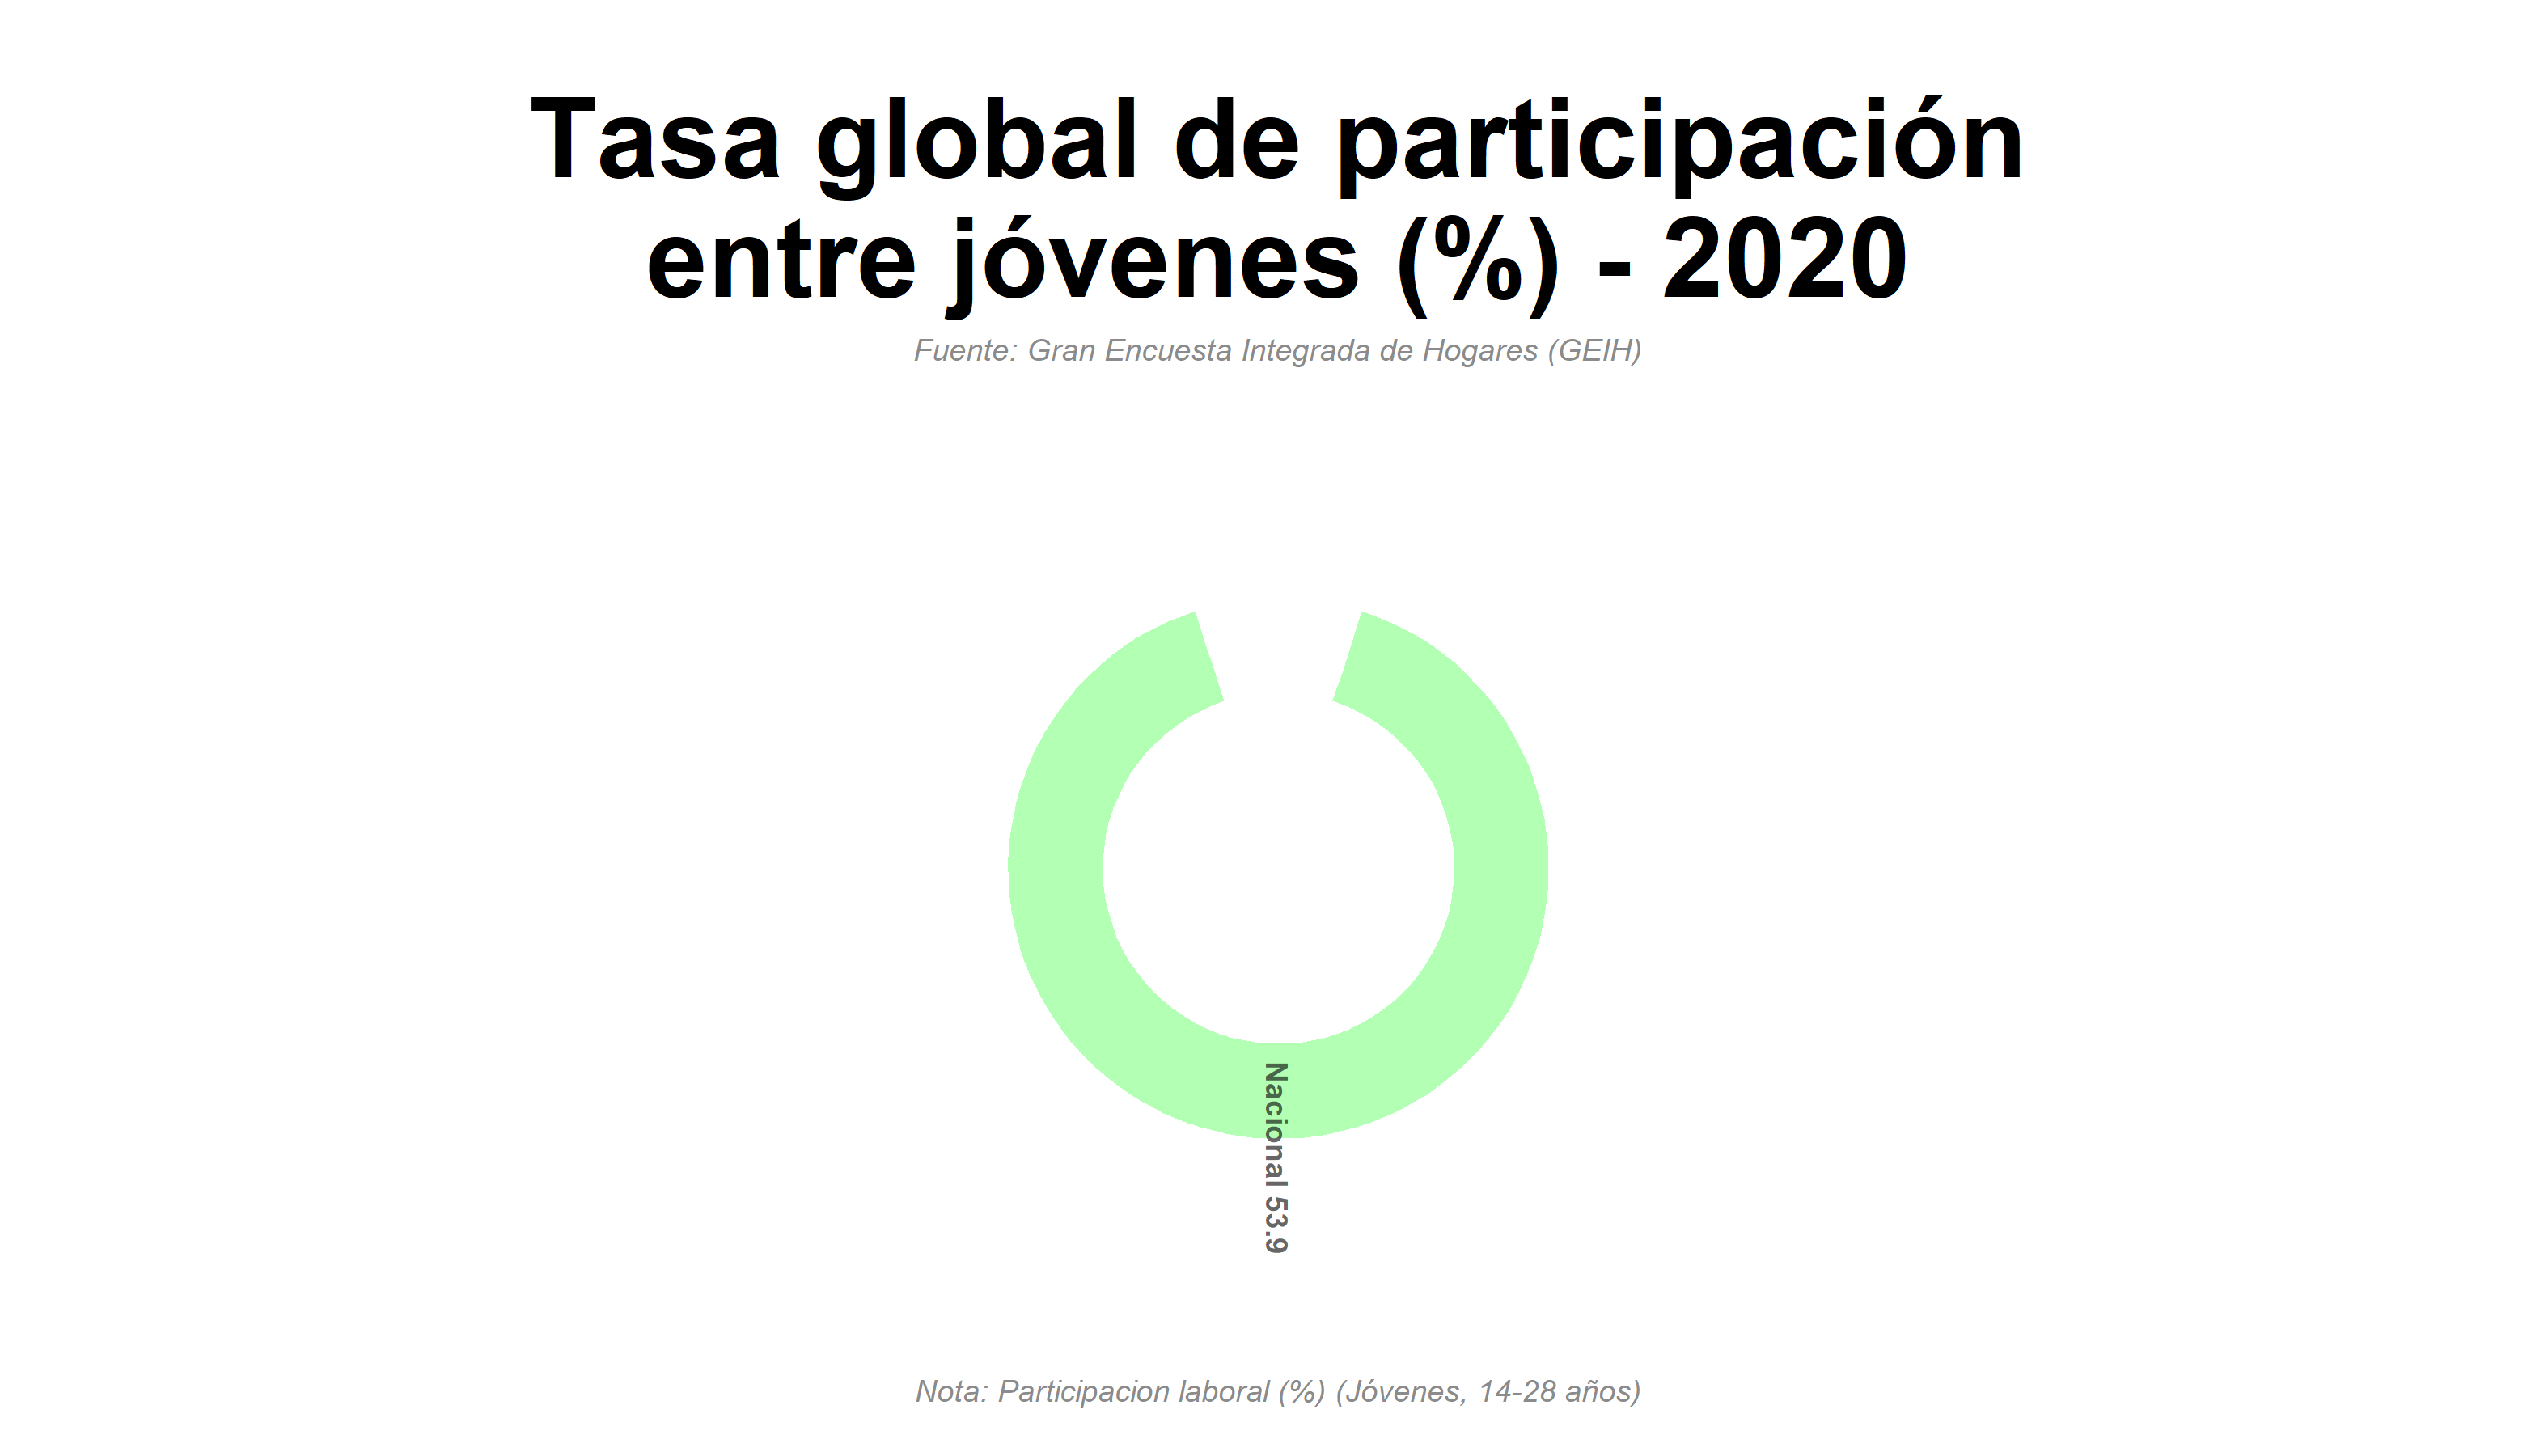 Tasa global de participación
entre jóvenes (%) - 2020
Fuente: Gran Encuesta Integrada de Hogares (GEIH)
Nacional 53.9
Nota: Participacion laboral (%) (Jóvenes, 14-28 años)